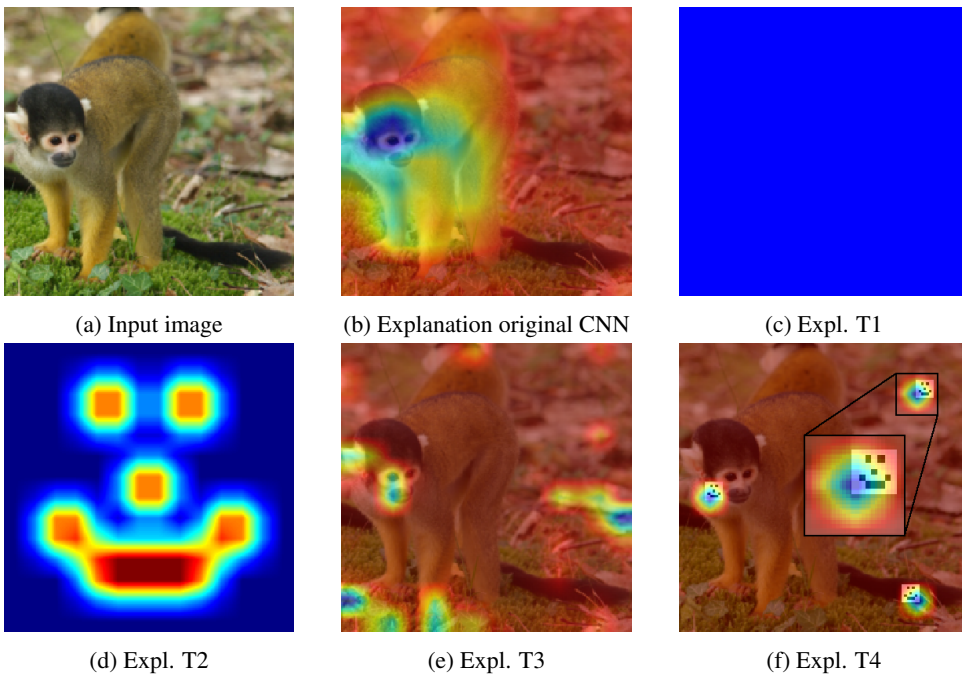 (a) Input image
(b) Explanation original CNN
(c) Expl. T1
(d) Expl. T2
(e) Expl. T3
(f) Expl. T4